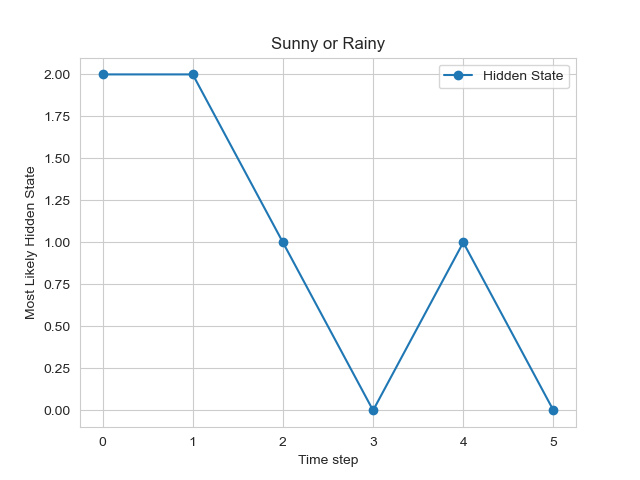 Sunny or Rainy
Hidden State
2.00
1.75
1.50
1.25
1.00
0.75
0.50
0.25
0.00
Most Likely Hidden State
0 1 2 3 4 5
Time step